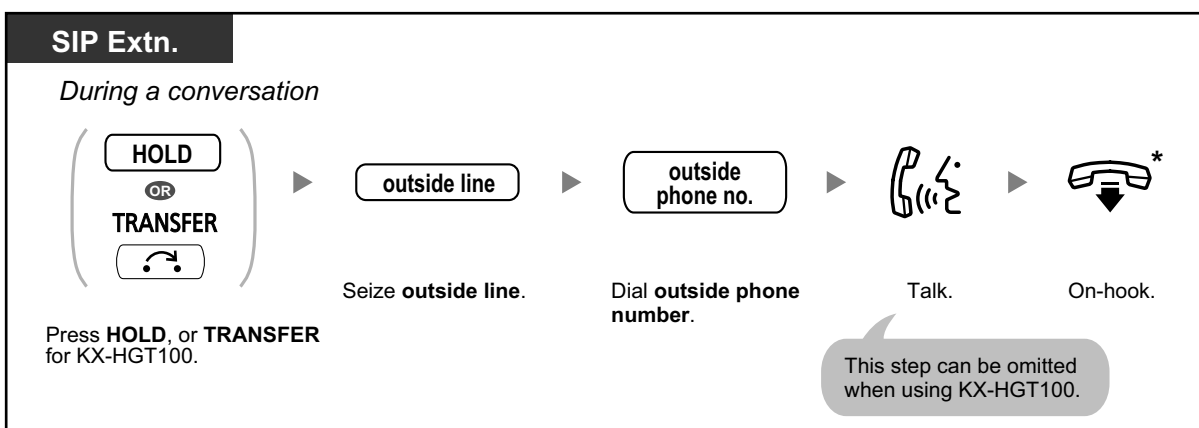 SIP Extn.
During a conversation
HOLD
OR
TRANSFER
outside line
outside
phone no.
*
Press HOLD, or TRANSFER
for KX-HGT100.
Seize outside line.
Dial outside phone
number.
Talk.
On-hook.
This step can be omitted
when using KX-HGT100.